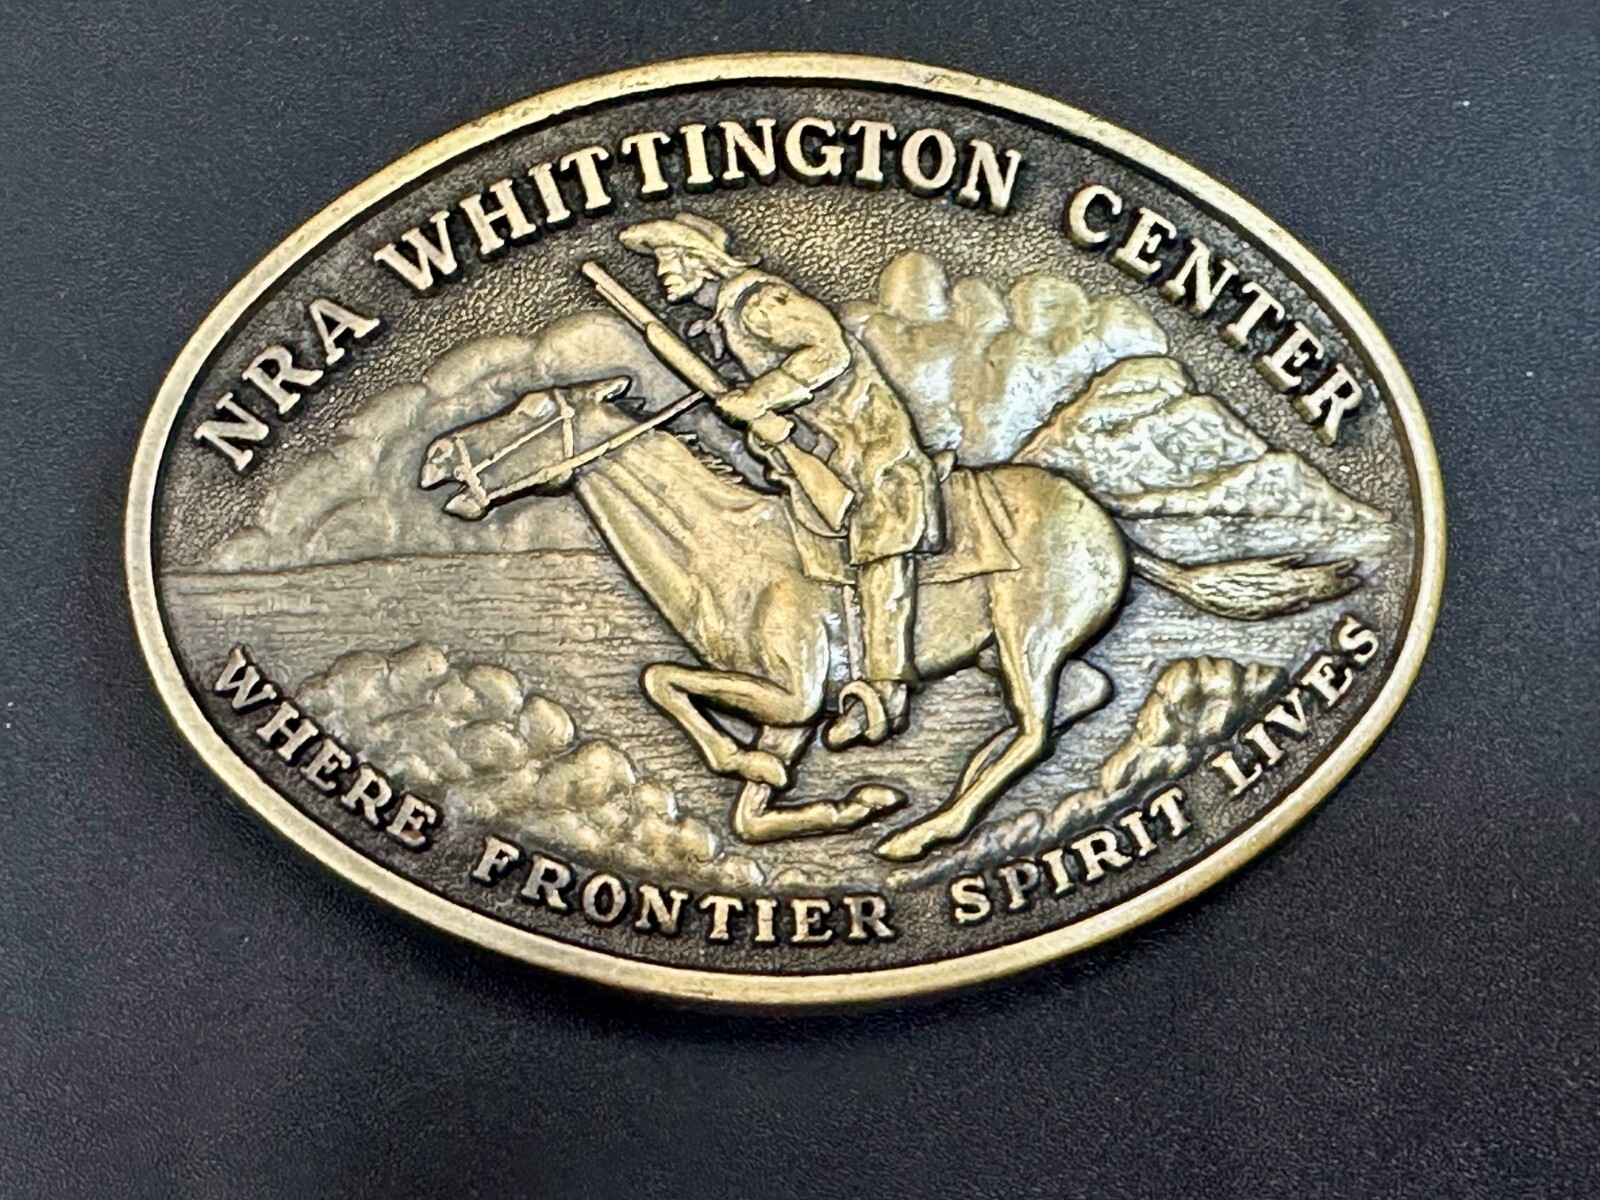 NRA WHITTINGTON CENTER
WHERE FRONTIER SPIRIT LIVES